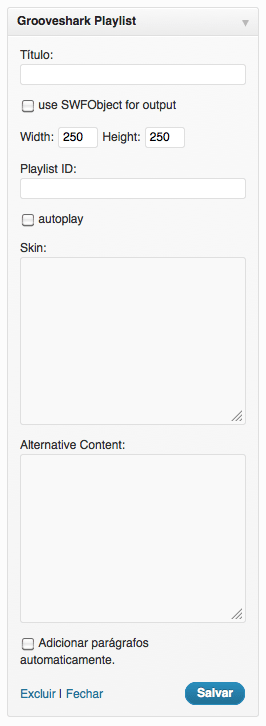 Grooveshark Playlist
Título:
use SWFObject for output
Width: 250 Height: 250
Playlist ID:
autoplay
Skin:
Alternative Content:
Adicionar parágrafos
automaticamente.
Excluir | Fechar
Salvar